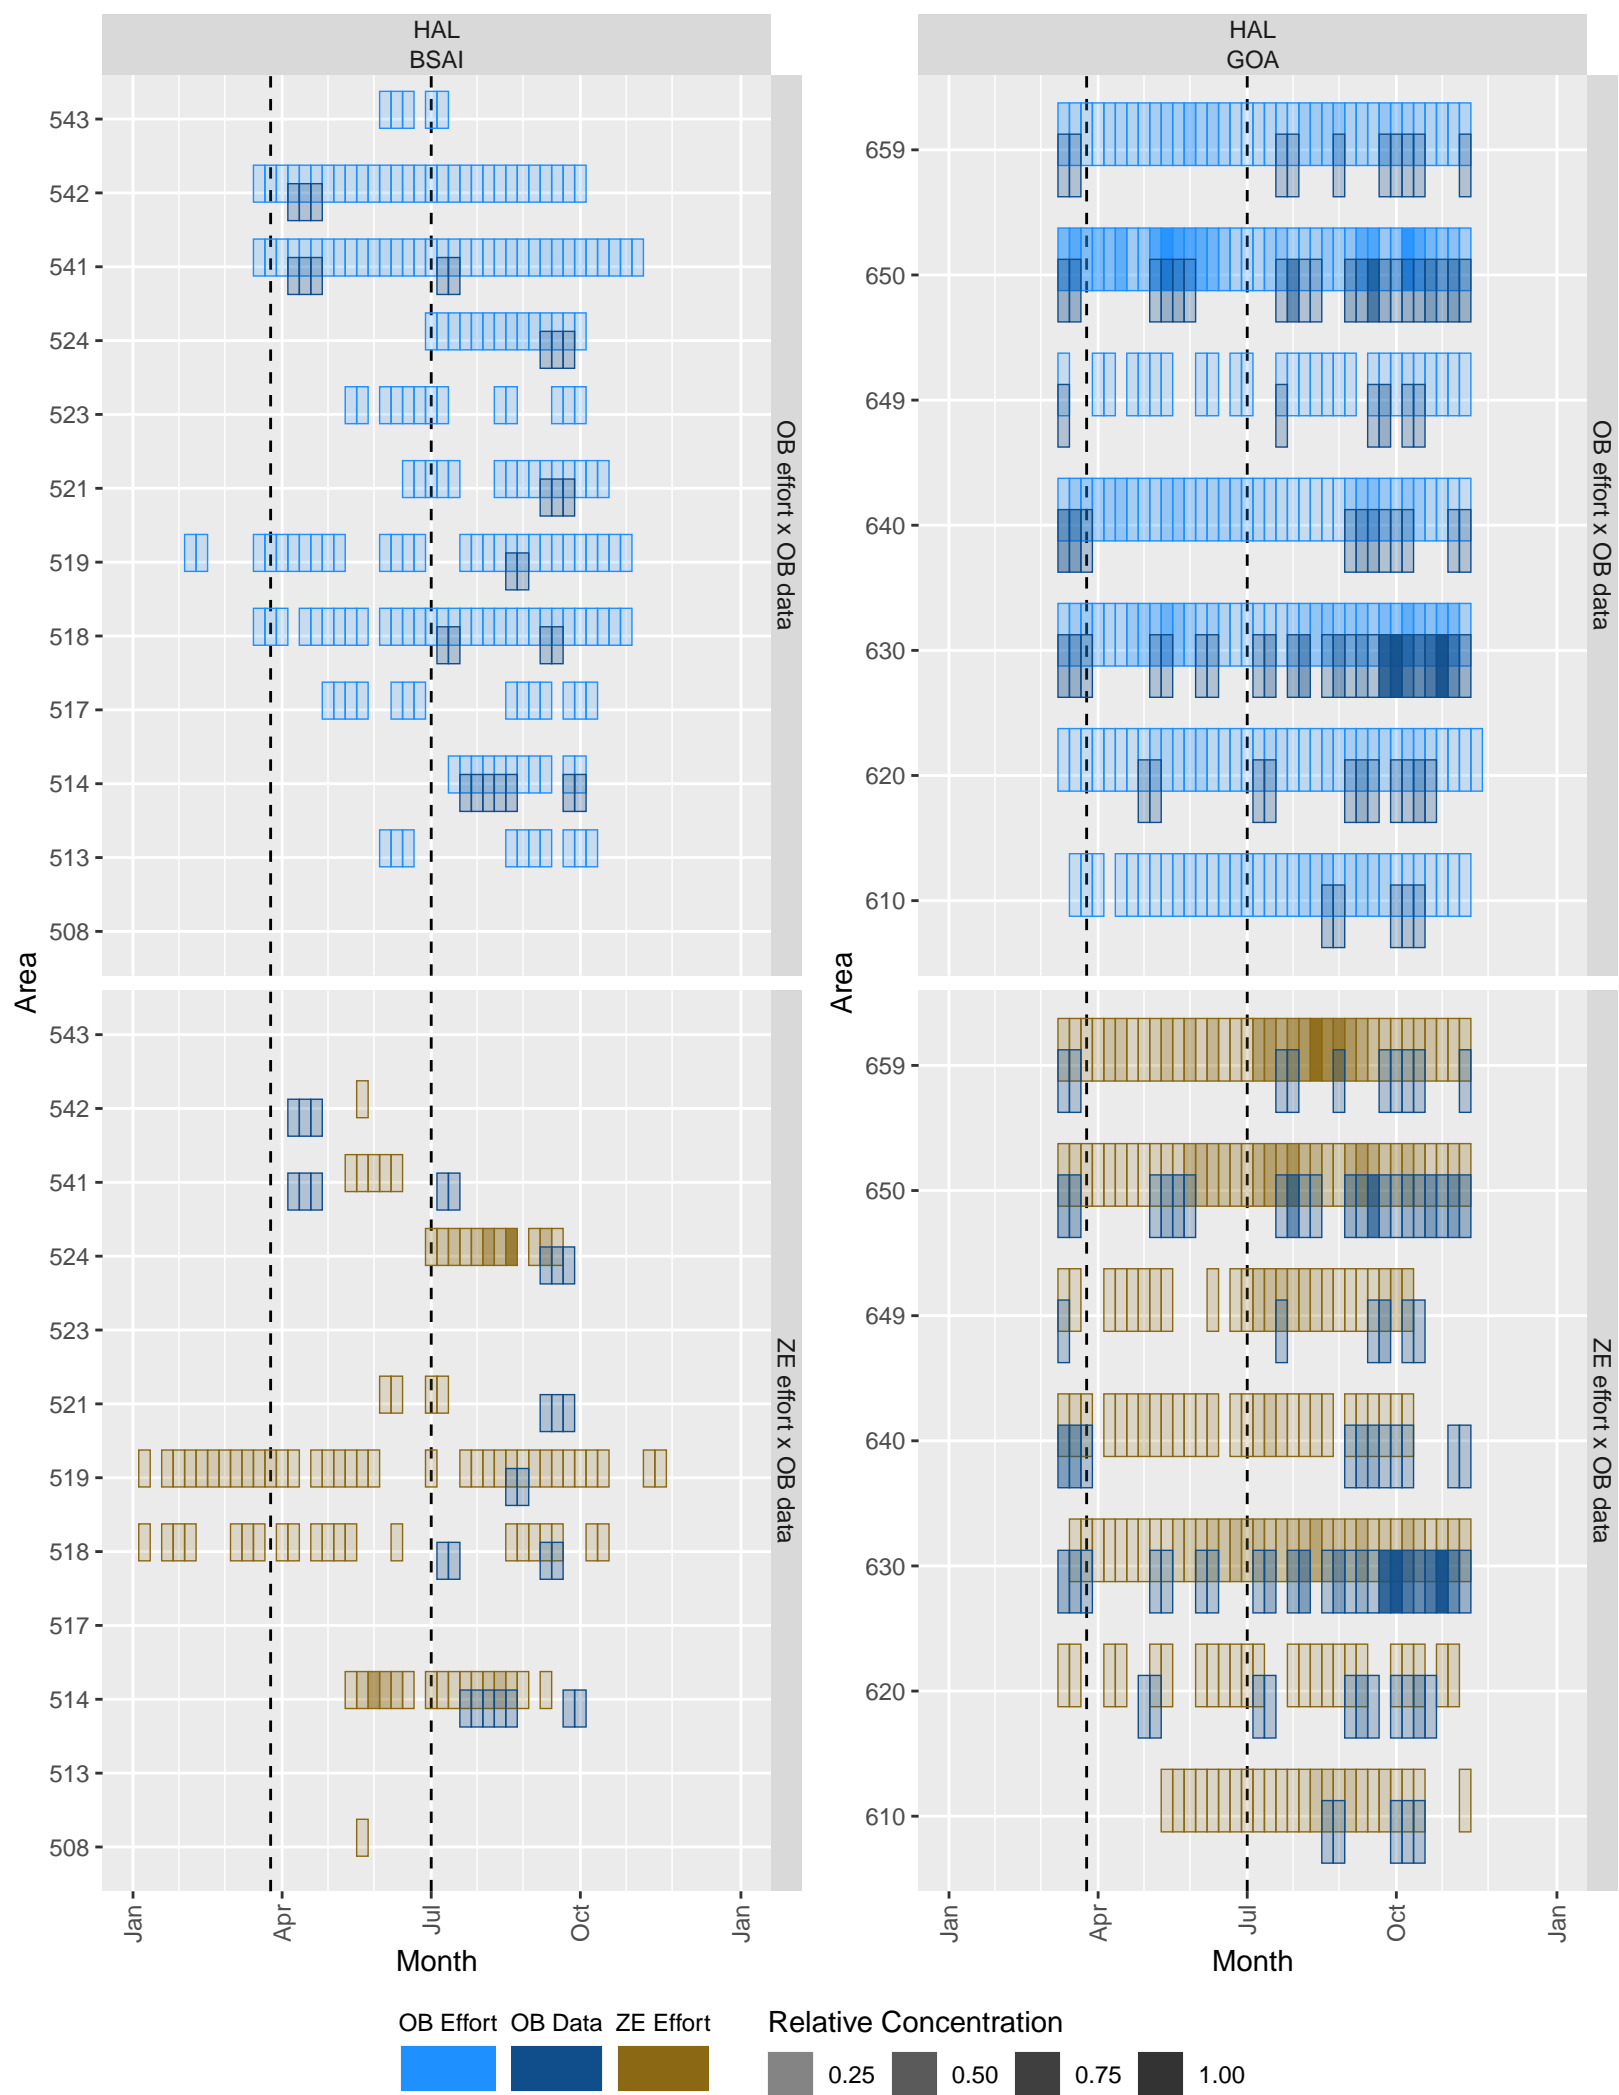 HAL
BSAI
HAL
GOA
Area
543
542
541
524
523
521
519
518
517
514
513
508
OB effort x OB data
543
542
541
524
523
521
519
518
517
514
513
508
ZE effort x OB data
Jan
Apr
Jul
Oct
Jan
Month
Area
659
650
649
640
630
620
610
OB effort x OB data
659
650
649
640
630
620
610
ZE effort x OB data
Jan
Apr
Jul
Oct
Jan
Month
OB Effort OB Data ZE Effort
Relative Concentration
0.25 0.50 0.75 1.00